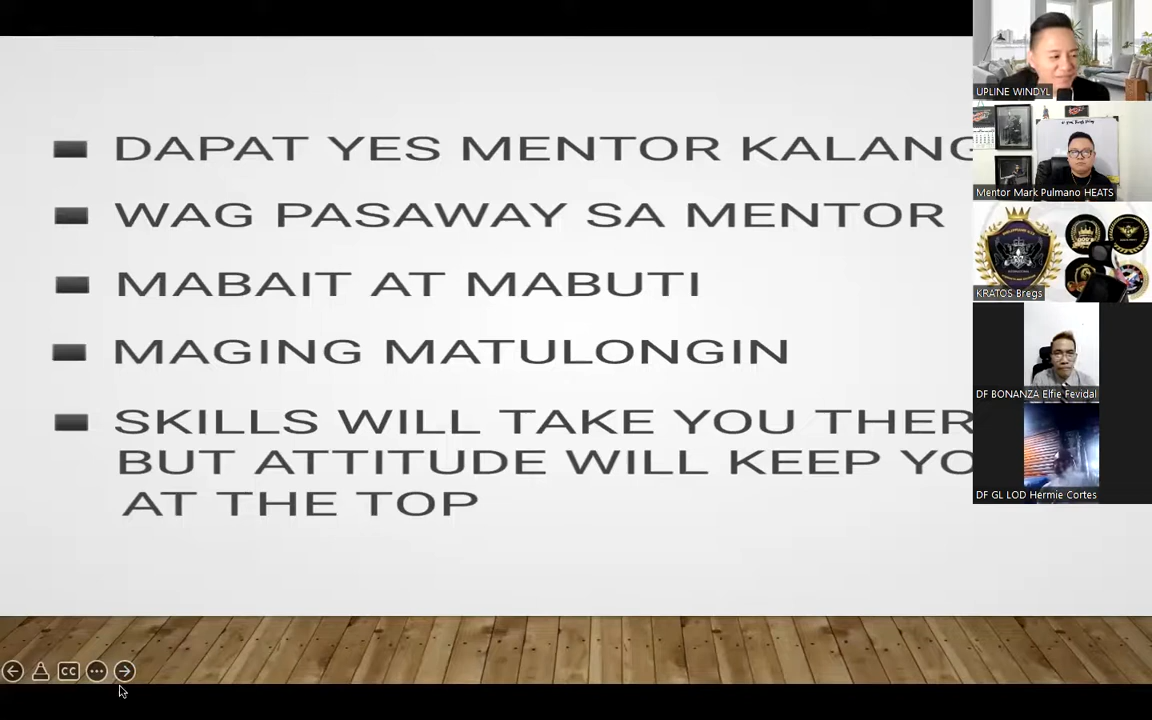 DAPAT YES MENTOR KALANG
WAG PASAWAY SA MENTOR
MABAIT AT MABUTI
MAGING MATULONGIN
SKILLS WILL TAKE YOU THER
BUT ATTITUDE WILL KEEP YO
AT THE TOP
UPLINE WINDYL
Mentor Mark Pulmano HEATS
KRATOS Bregs
DF BONANZA Elfie Fevidal
DF GL LOD Hermie Cortes
CC